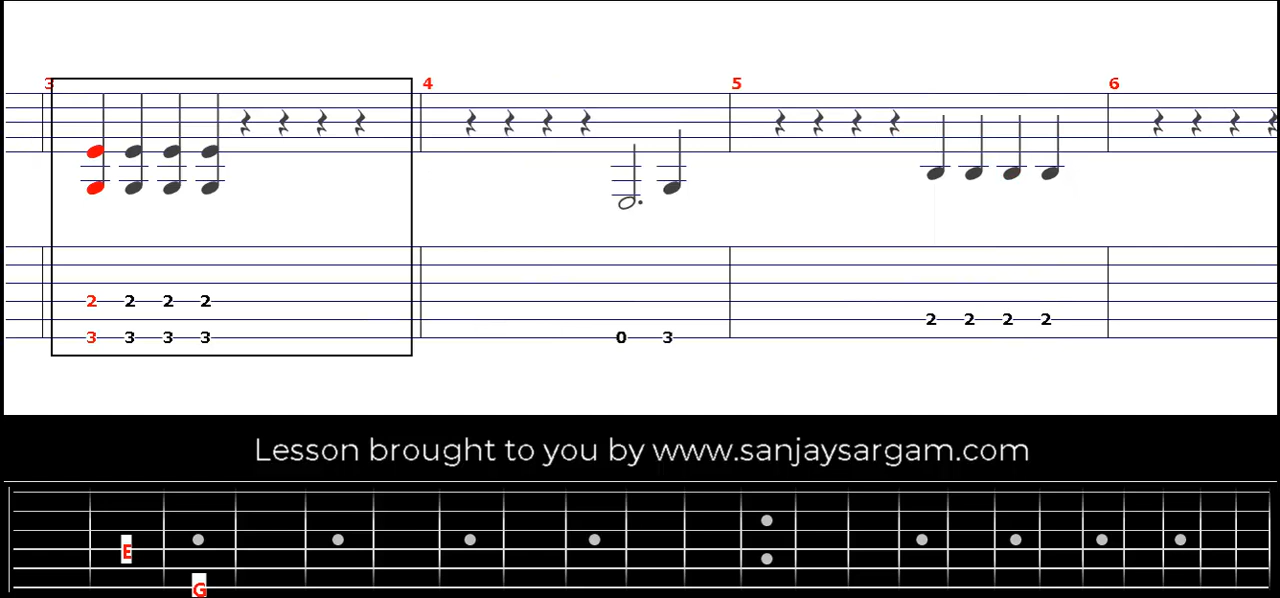 3 4 5 6
2 2 2 2
2 2 2 2
3 3 3 3 0 3
Lesson brought to you by www.sanjaysargam.com
E
G